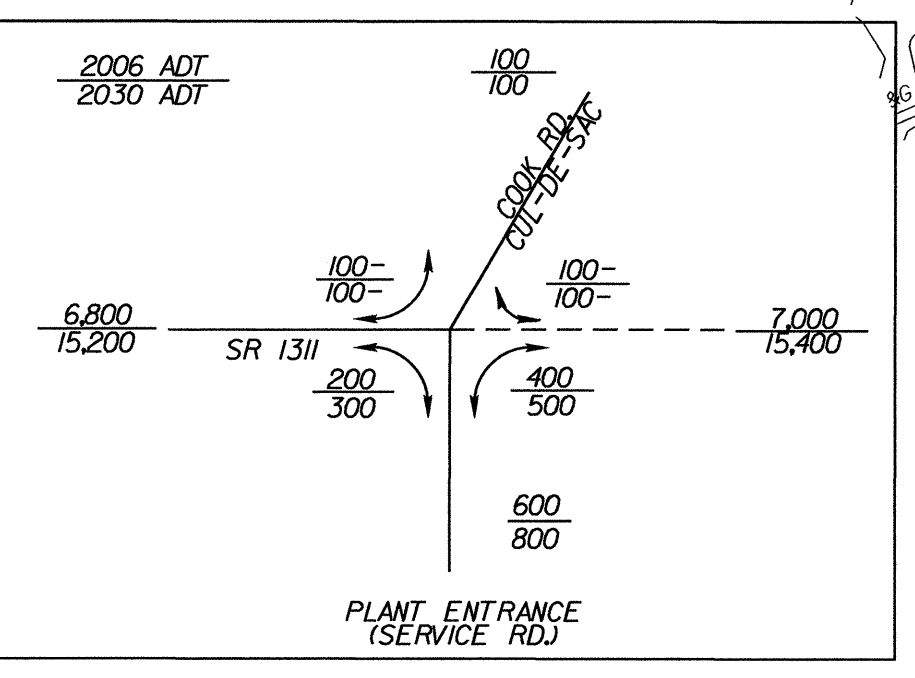 2006 ADT
2030 ADT
100
100
COOK RD.
CUL-DE-SAC
100-
100-
100-
100-
6,800
15,200
SR 1311
7,000
15,400
200
300
400
500
600
800
PLANT ENTRANCE
(SERVICE RD.)
&G